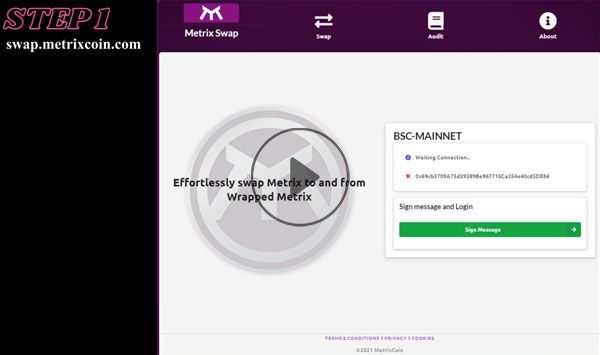 STEP 1
swap.metrixcoin.com
Metrix Swap
Swap
Audit
About
Effortlessly swap Metrix to and from
Wrapped Metrix
BSC-MAINNET
Waiting Connection..
Sign message and Login
Sign Message
TERMS & CONDITIONS | PRIVACY | COOKIES
©2021 MetrixCoin